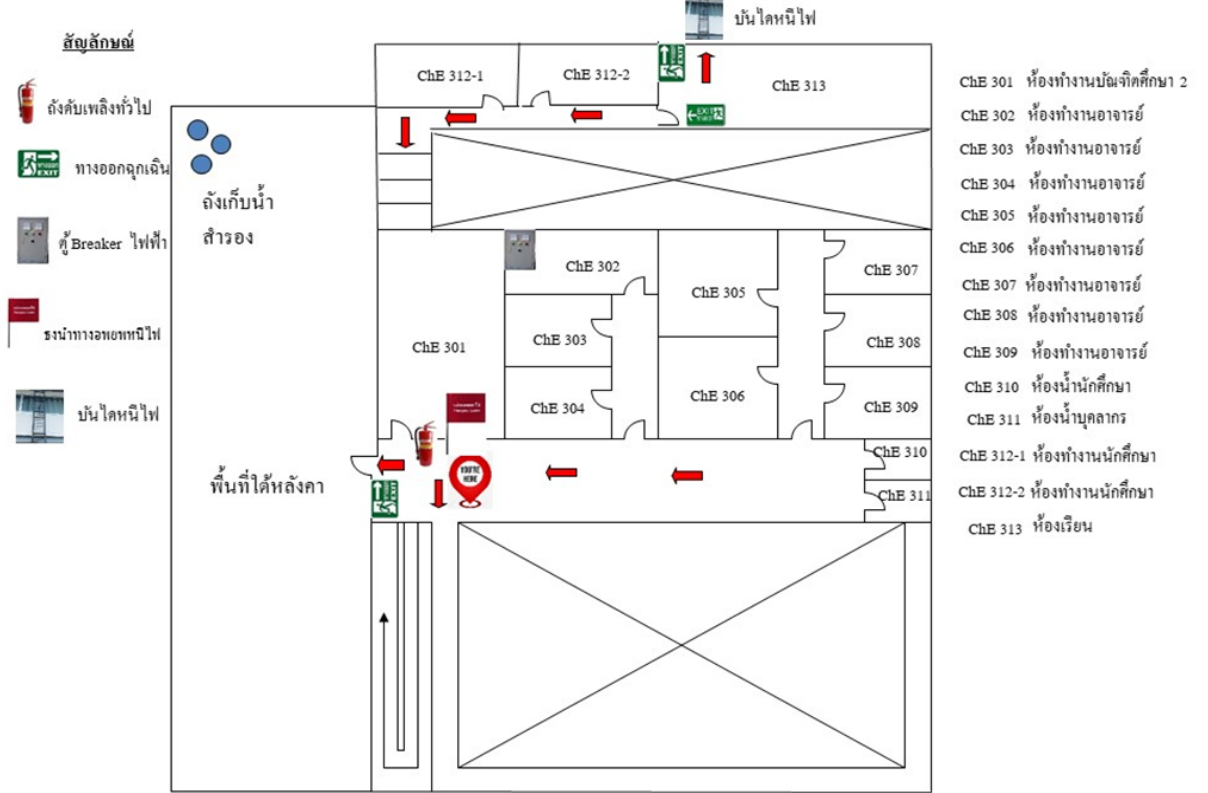 สัญลักษณ์
ถังดับเพลิงทั่วไป
ทางออกฉุกเฉิน
ตู้ Breaker ไฟฟ้า
ธงนำทางอพยพหนีไฟ
บันไดหนีไฟ
บันไดหนีไฟ
ChE 312-1
ChE 312-2
ChE 313
EXIT
ถังเก็บน้ำ
สำรอง
ChE 301
ChE 302
ChE 303
ChE 304
ChE 305
ChE 306
ChE 307
ChE 308
ChE 309
ChE 310
ChE 311
YOU'RE
HERE
EXIT
พื้นที่ใต้หลังคา
ChE 301 ห้องทำงานบัณฑิตศึกษา 2
ChE 302 ห้องทำงานอาจารย์
ChE 303 ห้องทำงานอาจารย์
ChE 304 ห้องทำงานอาจารย์
ChE 305 ห้องทำงานอาจารย์
ChE 306 ห้องทำงานอาจารย์
ChE 307 ห้องทำงานอาจารย์
ChE 308 ห้องทำงานอาจารย์
ChE 309 ห้องทำงานอาจารย์
ChE 310 ห้องน้ำนักศึกษา
ChE 311 ห้องน้ำบุคลากร
ChE 312-1 ห้องทำงานนักศึกษา
ChE 312-2 ห้องทำงานนักศึกษา
ChE 313 ห้องเรียน